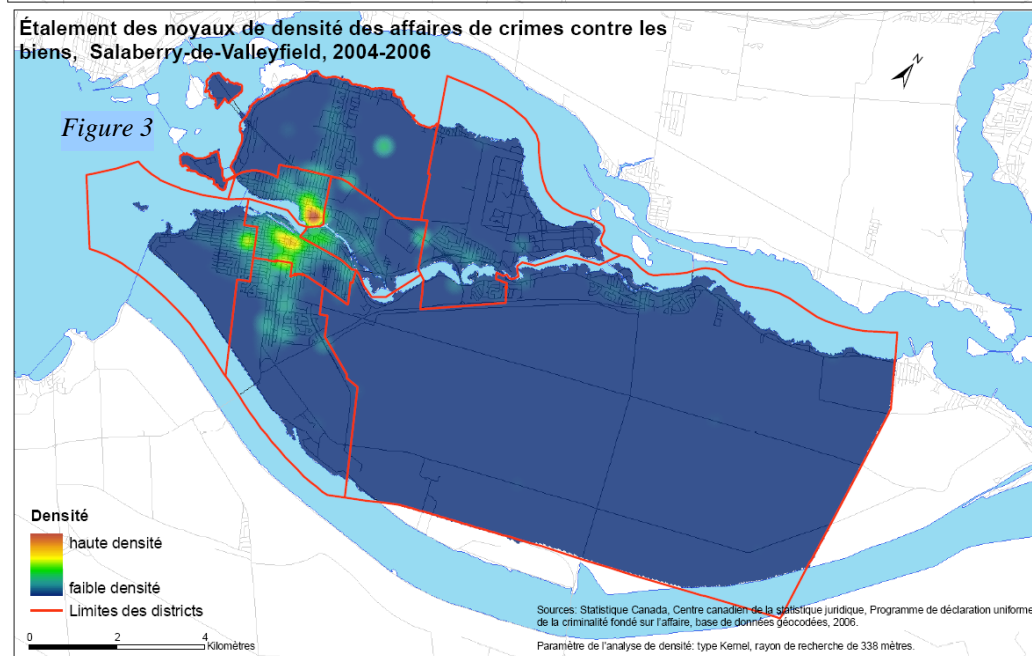 Étalement des noyaux de densité des affaires de crimes contre les
biens, Salaberry-de-Valleyfield, 2004-2006
N
Figure 3
Densité
haute densité
faible densité
Limites des districts
0 2 4
Kilomètres
Sources: Statistique Canada, Centre canadien de la statistique juridique, Programme de déclaration uniforme
de la criminalité fondé sur l'affaire, base de données géocodées, 2006.
Paramètre de l'analyse de densité: type Kernel, rayon de recherche de 338 mètres.